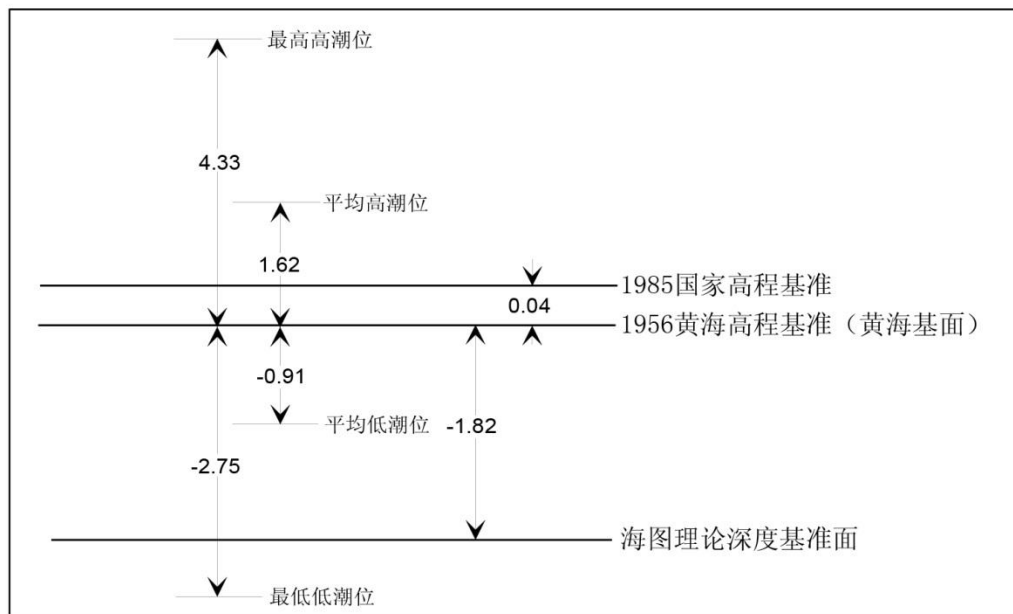 最高高潮位
4.33
平均高潮位
1.62
1985国家高程基准
0.04
1956黄海高程基准（黄海基面）
-0.91
平均低潮位
-1.82
-2.75
海图理论深度基准面
最低低潮位